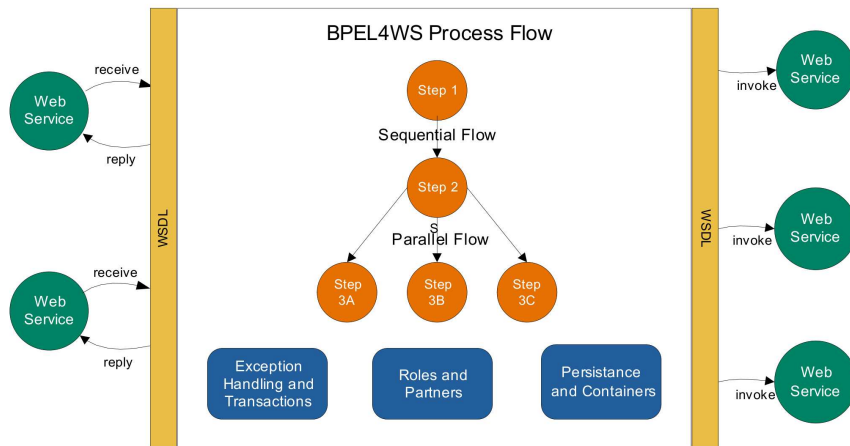 BPEL4WS Process Flow
receive
Web
Service
reply
receive
Web
Service
reply
WSDL
Step 1
Sequential Flow
Step 2
S
Parallel Flow
Step
3A
Step
3B
Step
3C
Exception
Handling and
Transactions
Roles and
Partners
Persistance
and Containers
WSDL
Web
Service
invoke
Web
Service
invoke
Web
Service
invoke